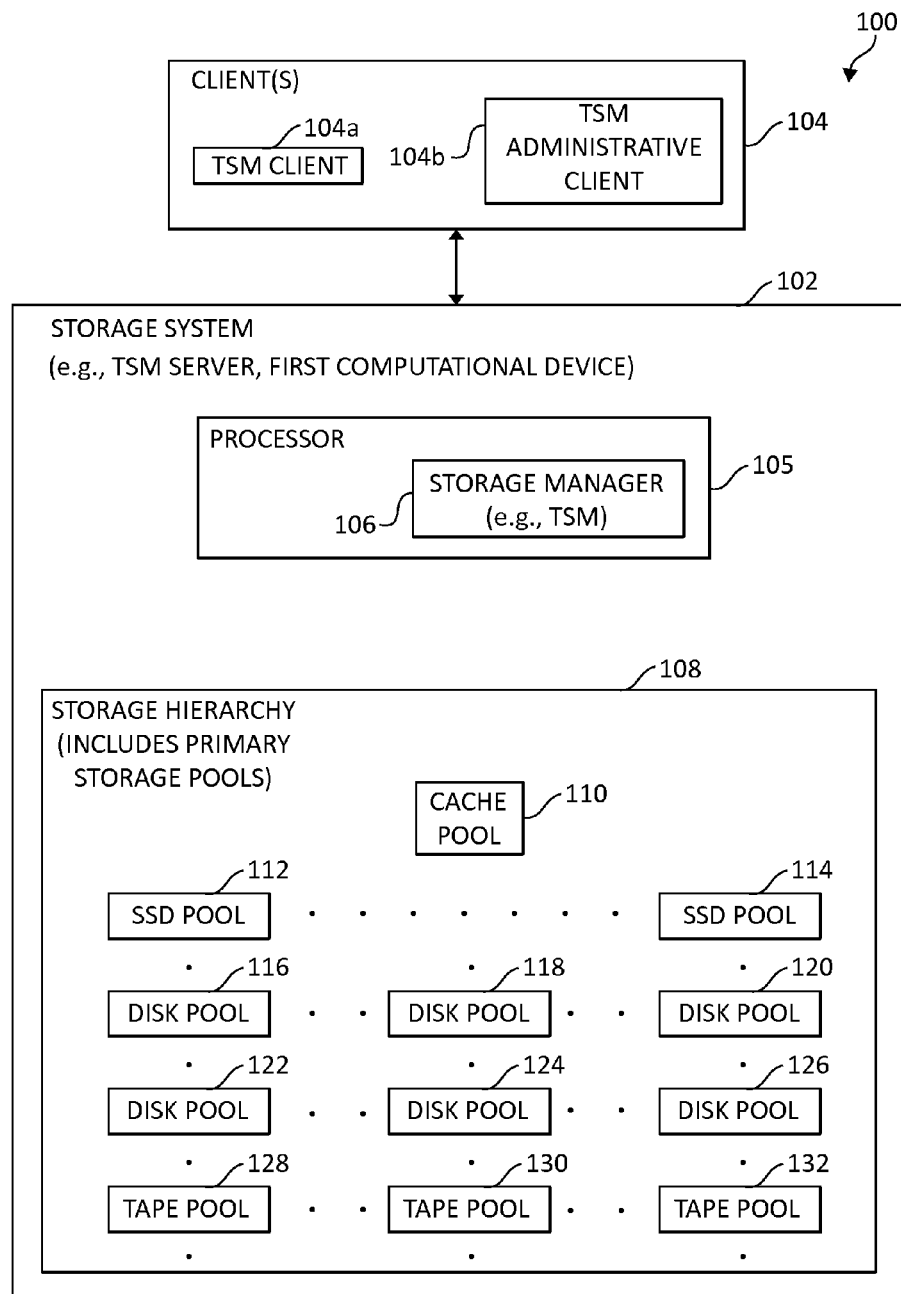 100
CLIENT(S)
104a
TSM CLIENT
104b
TSM
ADMINISTRATIVE
CLIENT
104
102
STORAGE SYSTEM
(e.g., TSM SERVER, FIRST COMPUTATIONAL DEVICE)
PROCESSOR
105
STORAGE MANAGER
(e.g., TSM)
106
108
STORAGE HIERARCHY
(INCLUDES PRIMARY
STORAGE POOLS)
CACHE
POOL
110
112
114
SSD POOL
SSD POOL
116
118
120
DISK POOL
DISK POOL
DISK POOL
122
124
126
DISK POOL
DISK POOL
DISK POOL
128
130
132
TAPE POOL
TAPE POOL
TAPE POOL